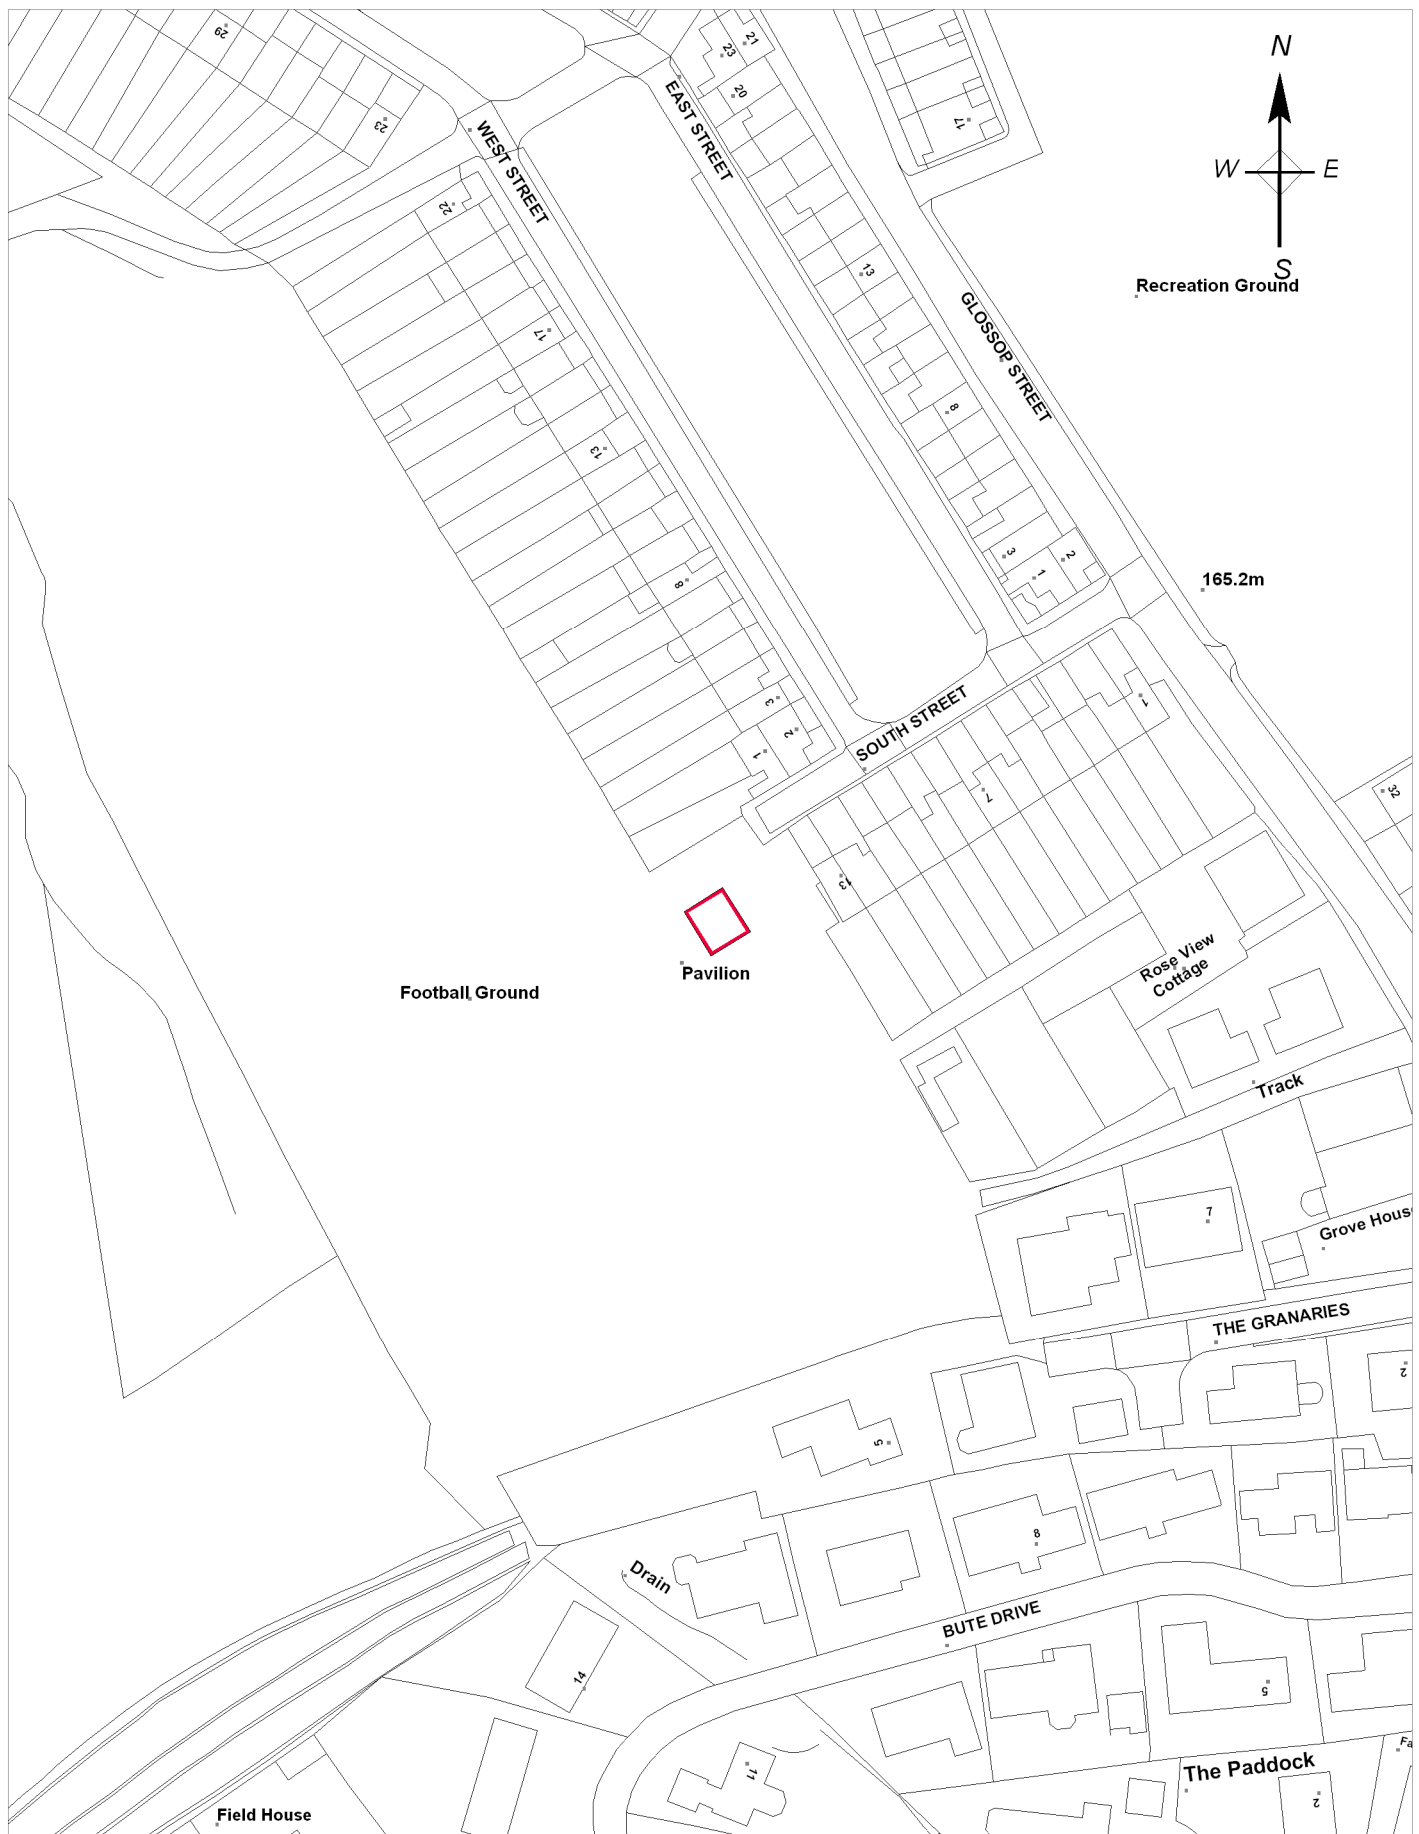 29
23
21
23
20
17
N
W E
S
EAST STREET
WEST STREET
22
13
Recreation Ground
GLOSSOP STREET
17
8
13
3
2
1
165.2m
8
3
2
1
SOUTH STREET
1
7
32
13
Rose View
Cottage
Pavilion
Football Ground
Track
7
Grove Hous
THE GRANARIES
2
5
8
Drain
BUTE DRIVE
14
5
11
The Paddock
Fa
2
Field House